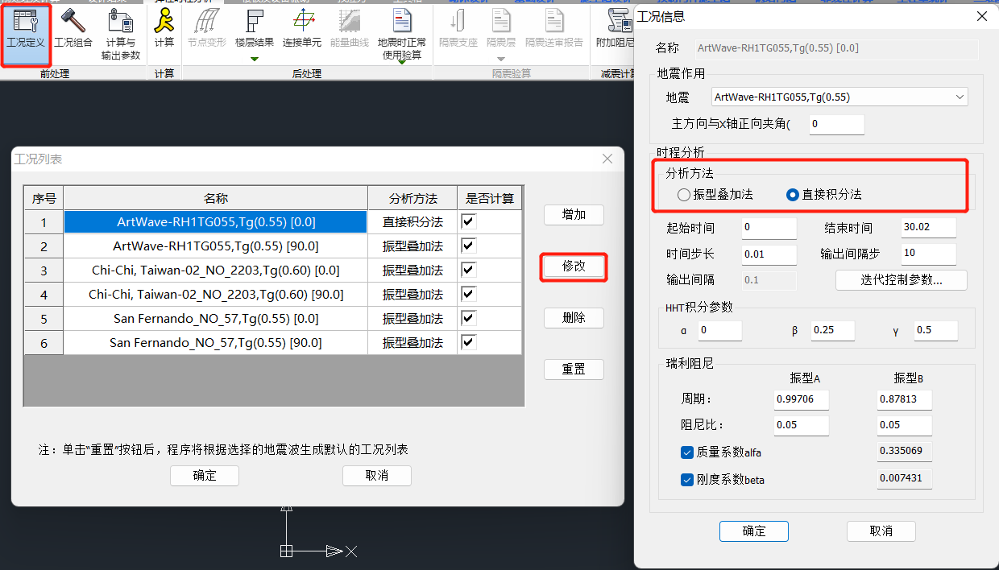 工况定义
工况组合
计算与
输出参数
计算
节点变形
楼层结果
连接单元
能量曲线
地震时正常
使用验算
隔震支座
隔震层
隔震送审报告
附加阻尼
前处理
计算
后处理
隔震验算
减震计算
工况列表
序号 名称 分析方法 是否计算
1 ArtWave-RH1TG055,Tg(0.55) [0.0] 直接积分法
2 ArtWave-RH1TG055,Tg(0.55) [90.0] 振型叠加法
3 Chi-Chi, Taiwan-02_NO_2203,Tg(0.60) [0.0] 振型叠加法
4 Chi-Chi, Taiwan-02_NO_2203,Tg(0.60) [90.0] 振型叠加法
5 San Fernando_NO_57,Tg(0.55) [0.0] 振型叠加法
6 San Fernando_NO_57,Tg(0.55) [90.0] 振型叠加法
增加
修改
删除
重置
注：单击“重置”按钮后，程序将根据选择的地震波生成默认的工况列表
确定 取消
工况信息
名称 ArtWave-RH1TG055,Tg(0.55) [0.0]
地震作用
地震 ArtWave-RH1TG055,Tg(0.55)
主方向与X轴正向夹角( 0
时程分析
分析方法
振型叠加法 直接积分法
起始时间 0 结束时间 30.02
时间步长 0.01 输出间隔步 10
输出间隔 0.1 迭代控制参数...
HHT积分参数
α 0 β 0.25 γ 0.5
瑞利阻尼
振型A 振型B
周期： 0.99706 0.87813
阻尼比： 0.05 0.05
质量系数alfa 0.335069
刚度系数beta 0.007431
确定 取消
X